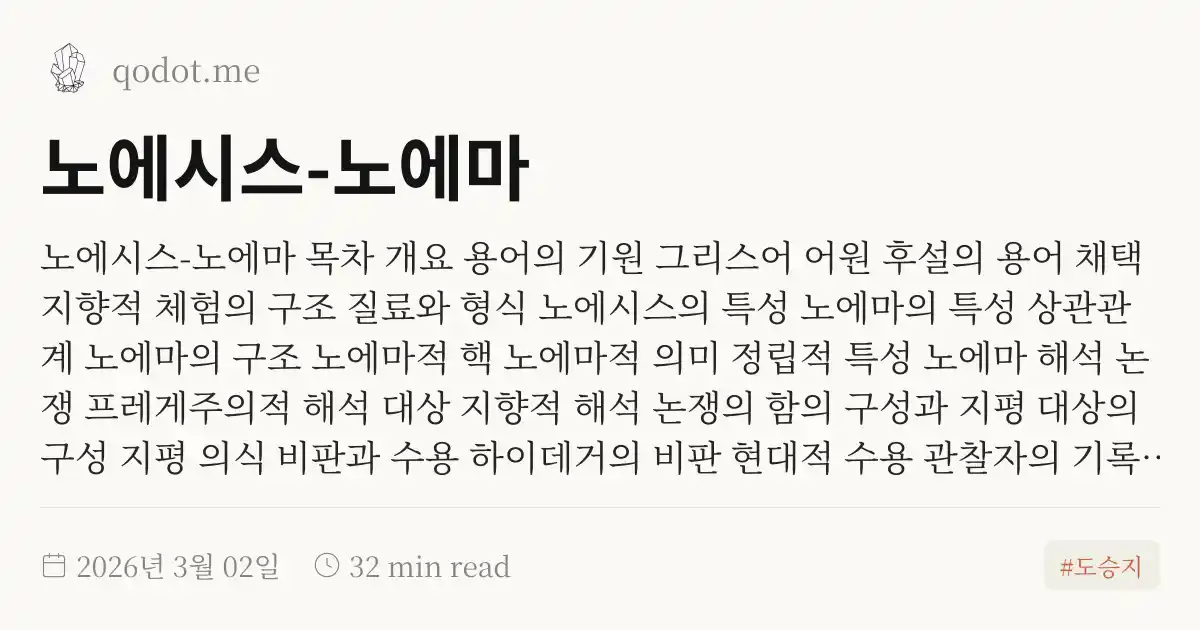 qodot.me
노에시스-노에마
노에시스-노에마 목차 개요 용어의 기원 그리스어 어원 후설의 용어 채택
지향적 체험의 구조 질료와 형식 노에시스의 특성 노에마의 특성 상관관
계 노에마의 구조 노에마적 핵 노에마적 의미 정립적 특성 노에마 해석 논
쟁 프레게주의적 해석 대상 지향적 해석 논쟁의 함의 구성과 지평 대상의
구성 지평 의식 비판과 수용 하이데거의 비판 현대적 수용 관찰자의 기록··
2026년 3월 02일 32 min read #도승지